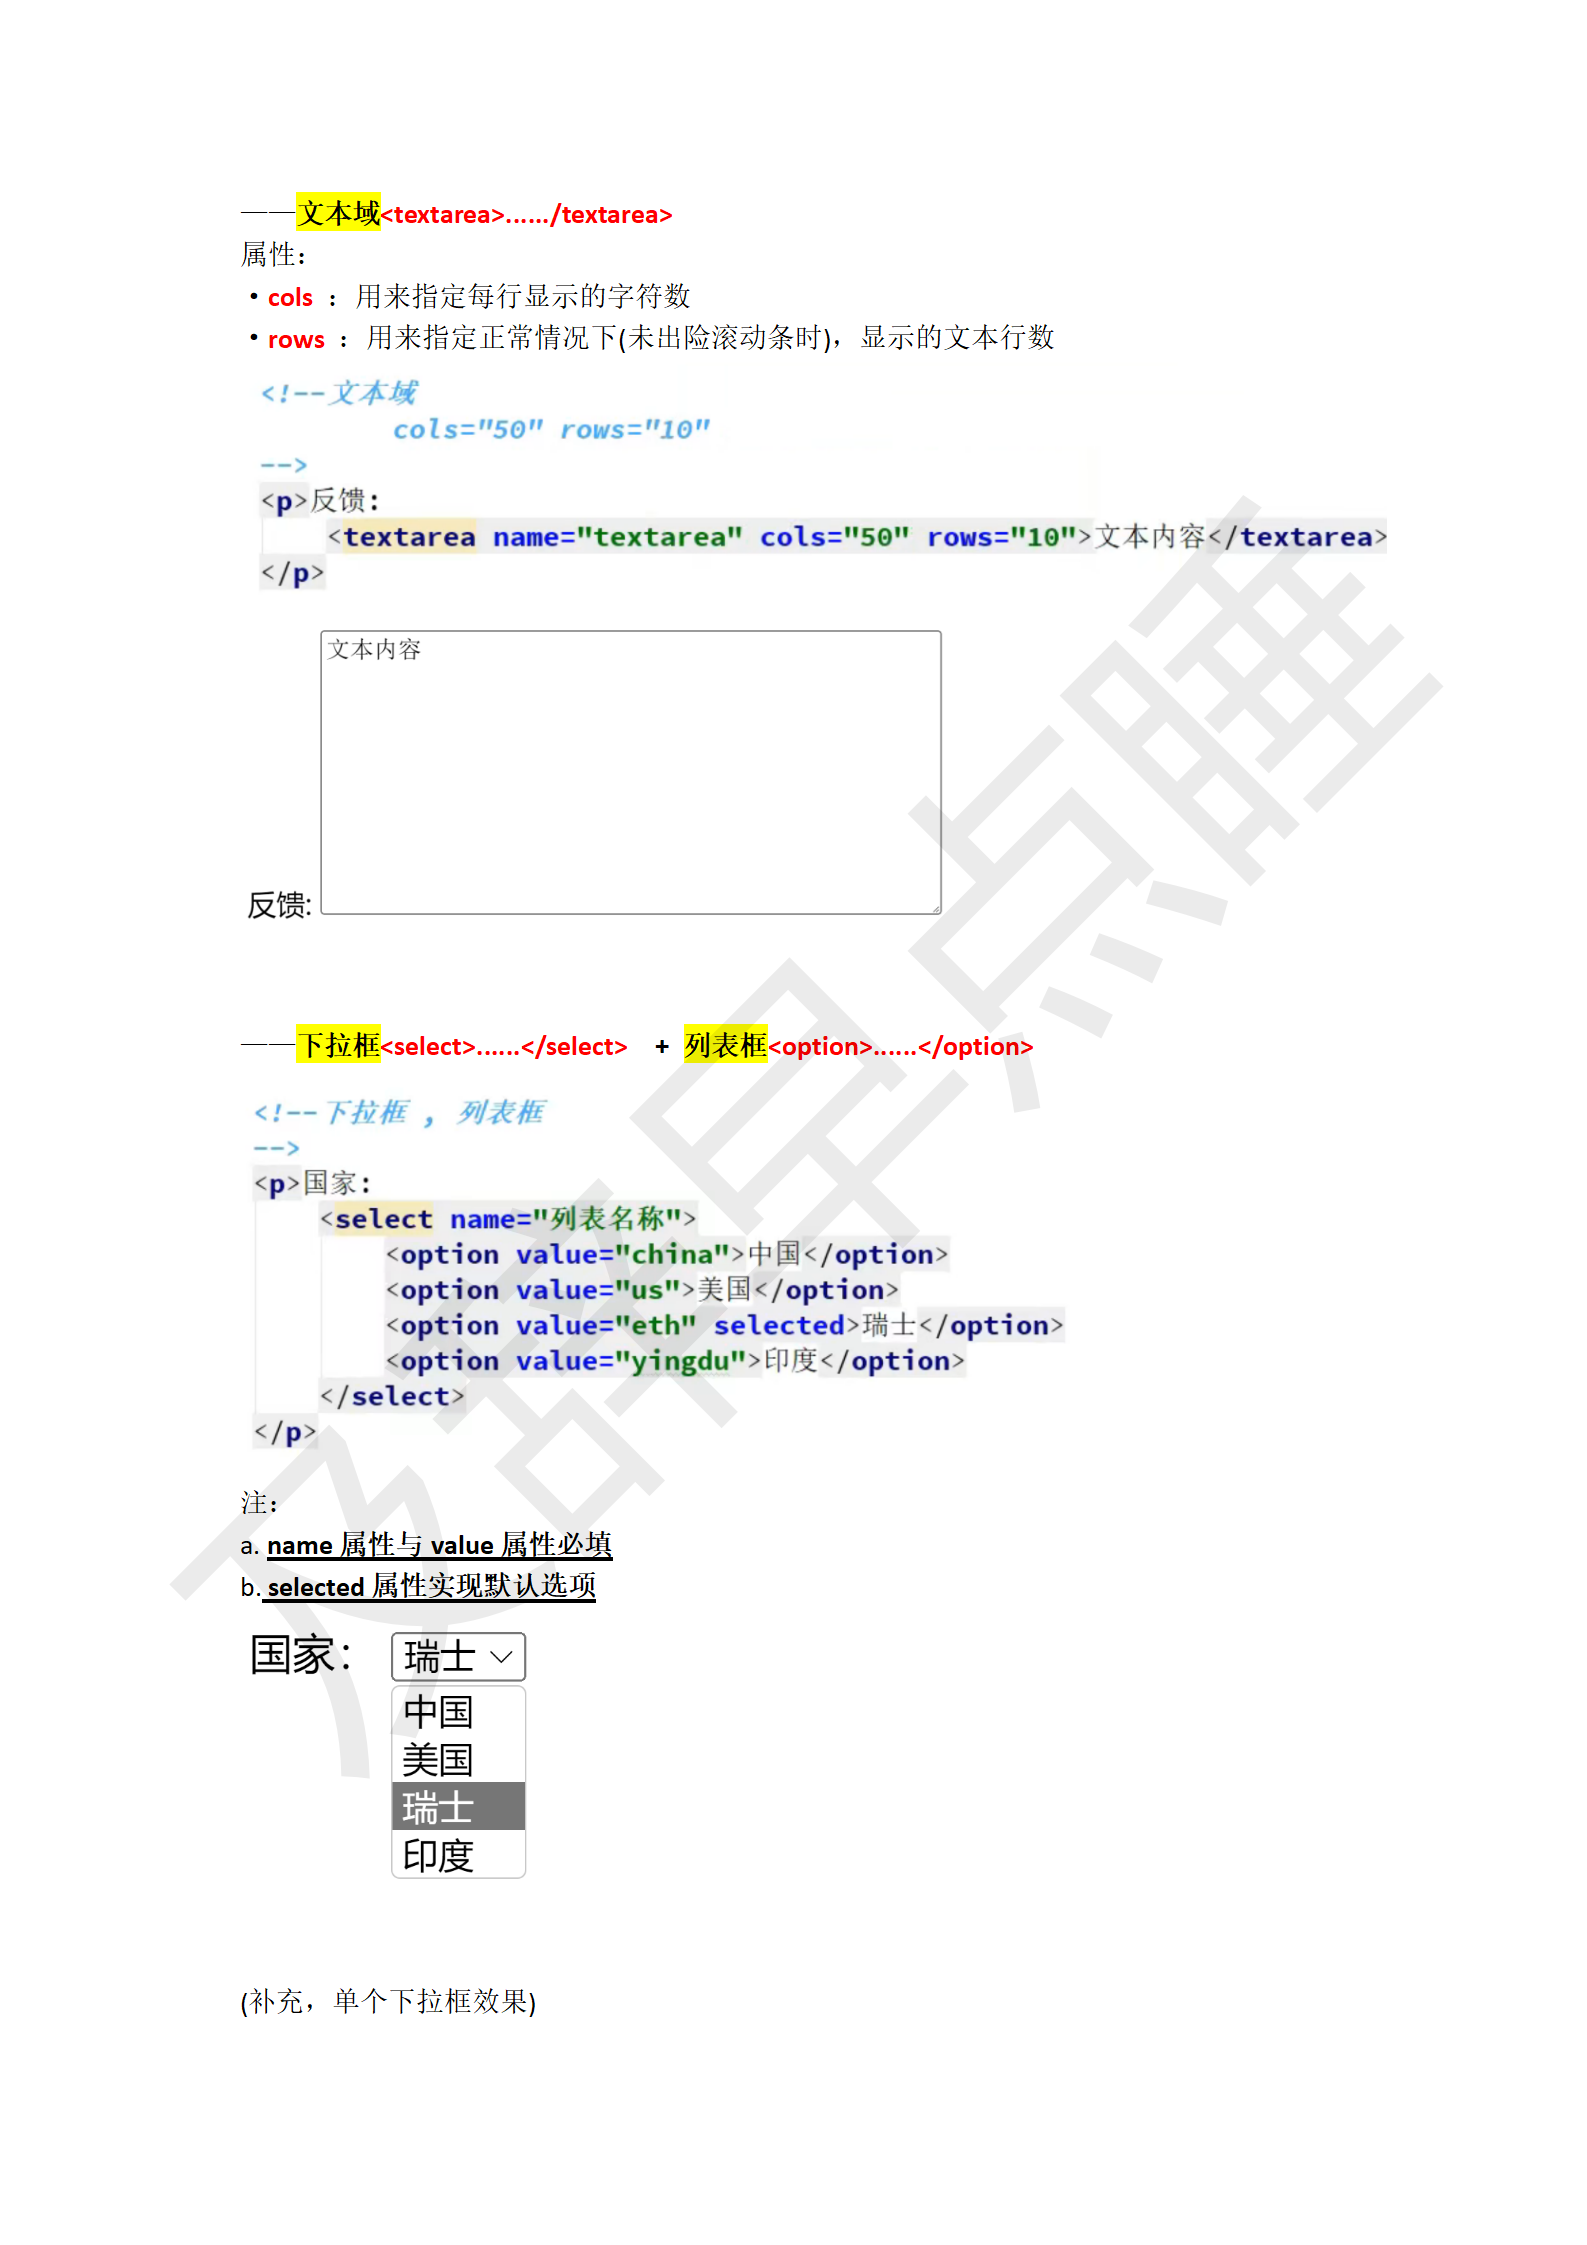 ——文本域<textarea>....../textarea>
属性：
·cols ：用来指定每行显示的字符数
·rows ：用来指定正常情况下(未出险滚动条时)，显示的文本行数
<!--文本域
cols="50" rows="10"
-->
<p>反馈:
<textarea name="textarea" cols="50" rows="10">文本内容</textarea>
</p>
文本内容
反馈:
——下拉框<select>......</select> + 列表框<option>......</option>
<!--下拉框 , 列表框
-->
<p>国家:
<select name="列表名称">
<option value="china">中国</option>
<option value="us">美国</option>
<option value="eth" selected>瑞士</option>
<option value="yingdu">印度</option>
</select>
</p>
注：
a. name 属性与 value 属性必填
b. selected 属性实现默认选项
国家： 瑞士
中国
美国
瑞士
印度
(补充，单个下拉框效果)
及辞早点睡